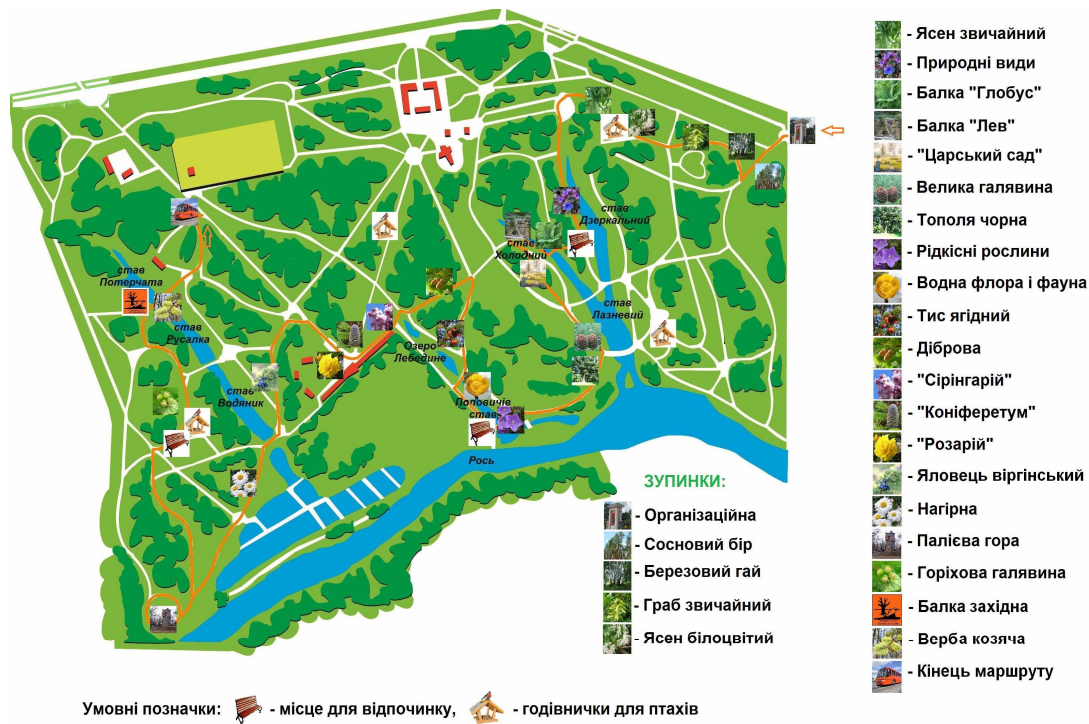 став
Дзеркальний
став
Холодний
став
Потерчата
став
Лазневий
став
Русалка
Озеро
Лебедине
стає
Водяник
Поповичів
став
Рось
ЗУПИНКИ:
- Організаційна
- Сосновий бір
- Березовий гай
- Граб звичайний
- Ясен білоцвітий
- Ясен звичайний
- Природні види
- Балка "Глобус"
- Балка "Лев"
- "Царський сад"
- Велика галявина
- Тополя чорна
- Рідкісні рослини
- Водна флора і фауна
- Тис ягідний
- Діброва
- "Сірінгарій"
- "Коніферетум"
- "Розарій"
- Яловець віргінський
- Нагірна
- Палієва гора
- Горіхова галявина
- Балка західна
- Верба козяча
- Кінець маршруту
Умовні позначки: - місце для відпочинку, - годівнички для птахів